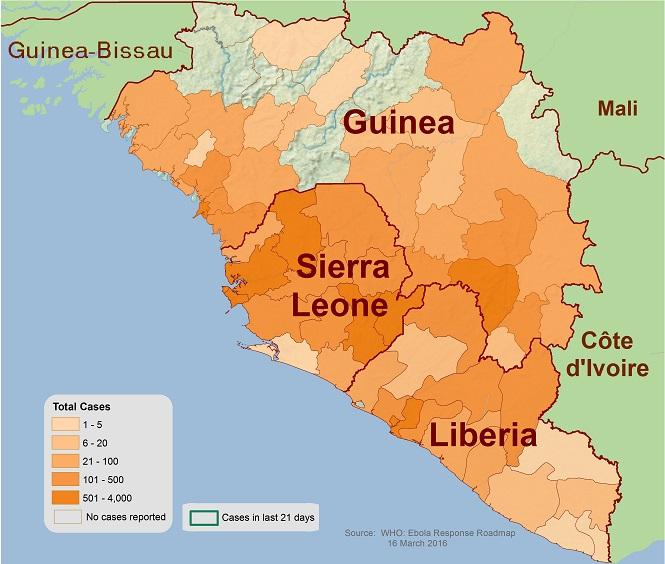 Guinea-Bissau
Mali
Guinea
Sierra
Leone
Côte
d'Ivoire
Liberia
Total Cases
1 - 5
6 - 20
21 - 100
101 - 500
501 - 4,000
No cases reported
Cases in last 21 days
Source: WHO: Ebola Response Roadmap
16 March 2016